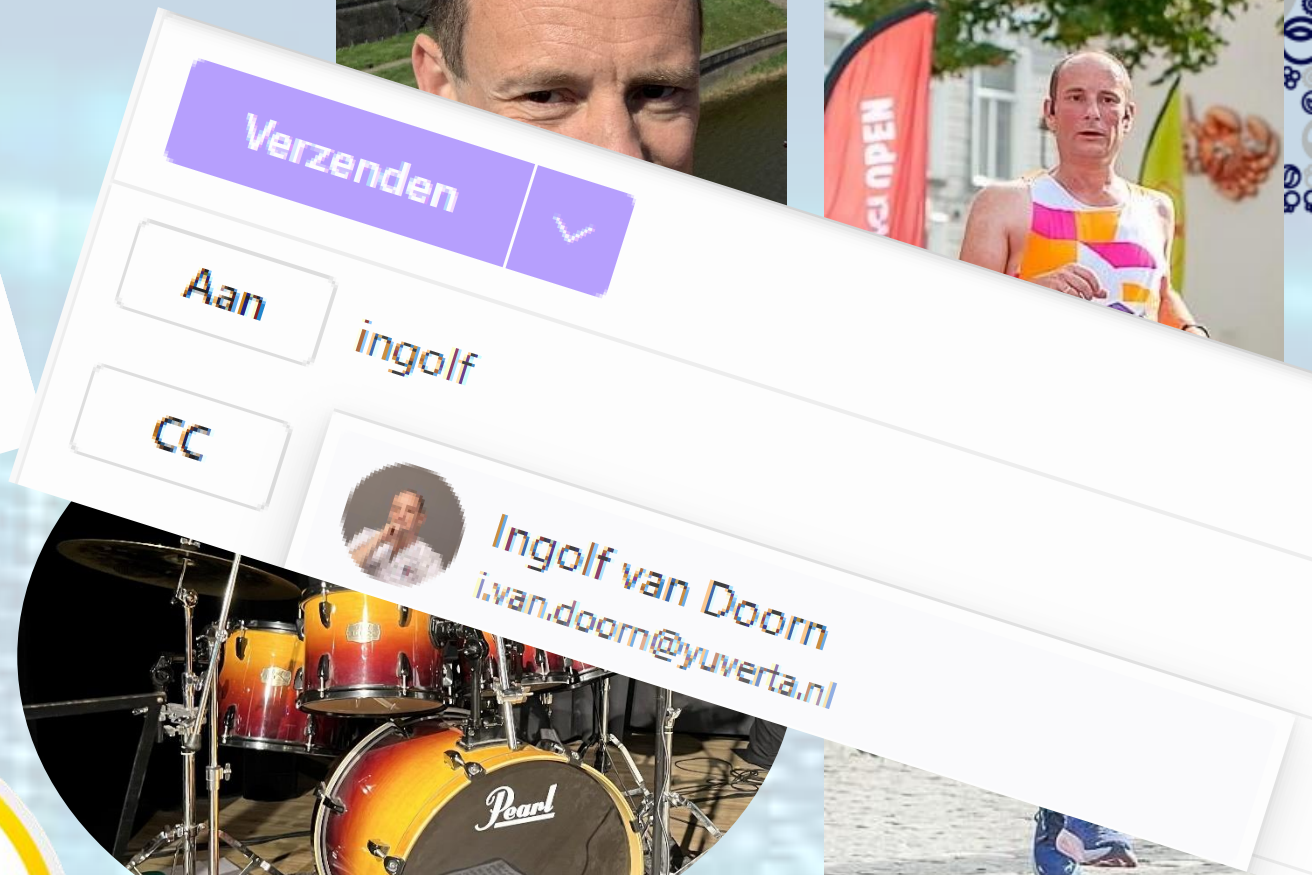 Verzenden
Aan
ingolf
CC
Ingolf van Doorn
i.van.doorn@yuverta.nl
OPEN
Pearl